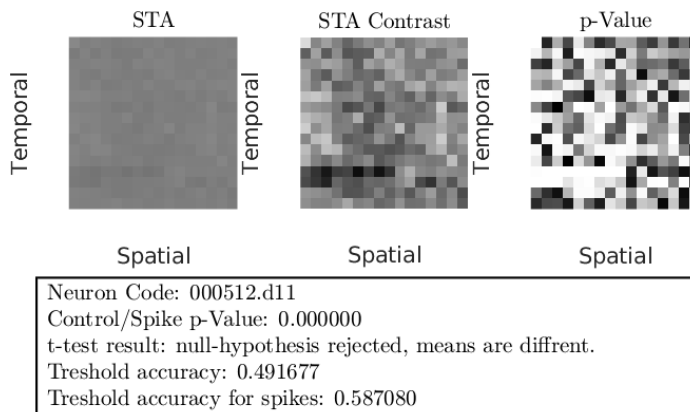 STA
STA Contrast
p-Value
Temporal
Temporal
Temporal
Spatial
Spatial
Spatial
Neuron Code: 000512.d11
Control/Spike p-Value: 0.000000
t-test result: null-hypothesis rejected, means are diffrent.
Treshold accuracy: 0.491677
Treshold accuracy for spikes: 0.587080